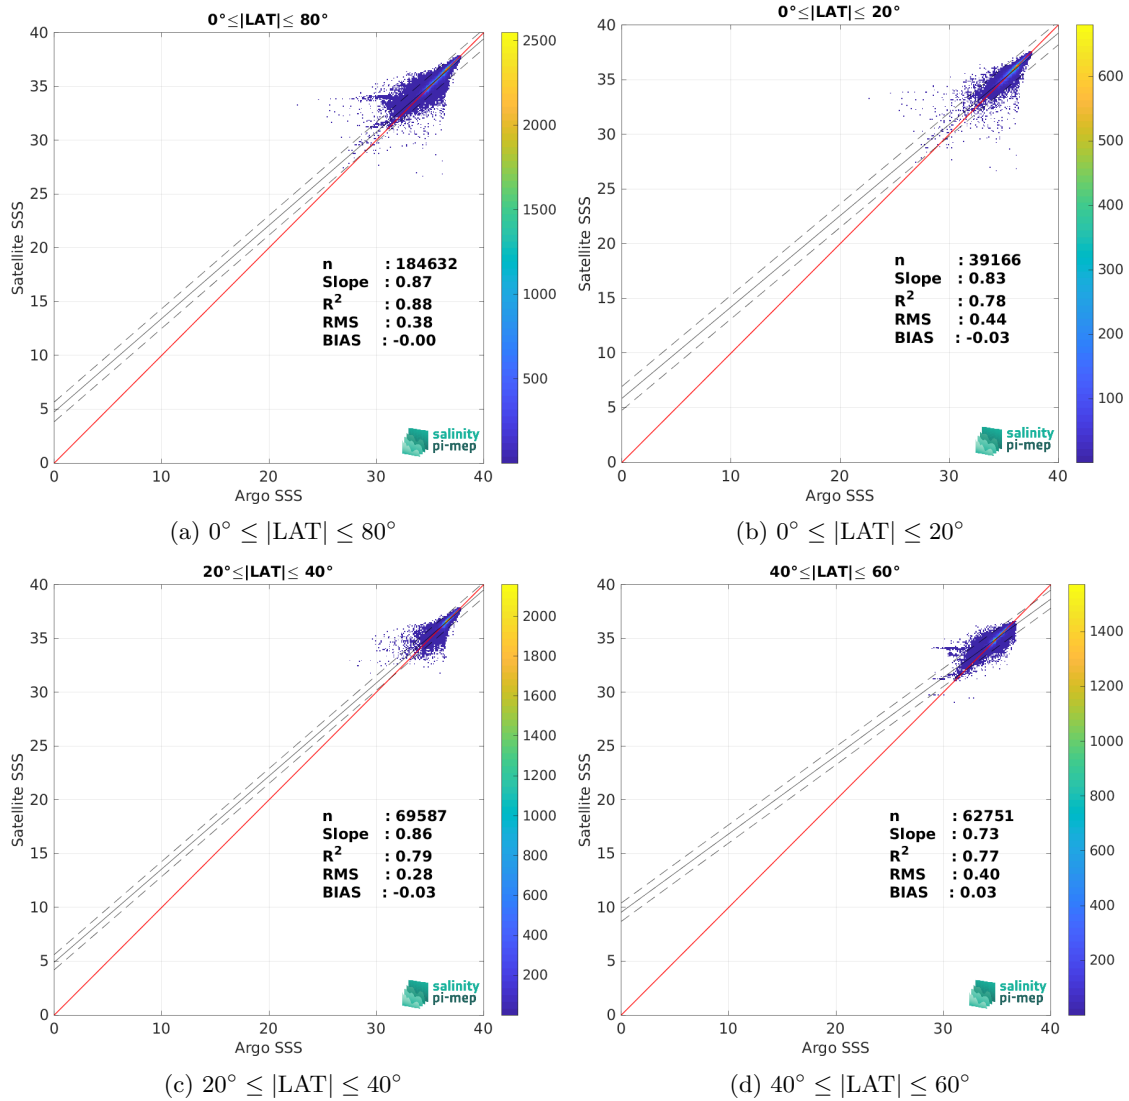 0°≤|LAT|≤ 80°
40
35
30
25
20
15
10
5
0
0
10
20
30
40
Satellite SSS
Argo SSS
n : 184632
Slope : 0.87
R² : 0.88
RMS : 0.38
BIAS : -0.00
salinity
pi-mep
2500
2000
1500
1000
500
(a) 0° ≤ |LAT| ≤ 80°
0°≤|LAT|≤ 20°
40
35
30
25
20
15
10
5
0
0
10
20
30
40
Satellite SSS
Argo SSS
n : 39166
Slope : 0.83
R² : 0.78
RMS : 0.44
BIAS : -0.03
salinity
pi-mep
600
500
400
300
200
100
(b) 0° ≤ |LAT| ≤ 20°
20°≤|LAT|≤ 40°
40
35
30
25
20
15
10
5
0
0
10
20
30
40
Satellite SSS
Argo SSS
n : 69587
Slope : 0.86
R² : 0.79
RMS : 0.28
BIAS : -0.03
salinity
pi-mep
2000
1800
1600
1400
1200
1000
800
600
400
200
(c) 20° ≤ |LAT| ≤ 40°
40°≤|LAT|≤ 60°
40
35
30
25
20
15
10
5
0
0
10
20
30
40
Satellite SSS
Argo SSS
n : 62751
Slope : 0.73
R² : 0.77
RMS : 0.40
BIAS : 0.03
salinity
pi-mep
1400
1200
1000
800
600
400
200
(d) 40° ≤ |LAT| ≤ 60°